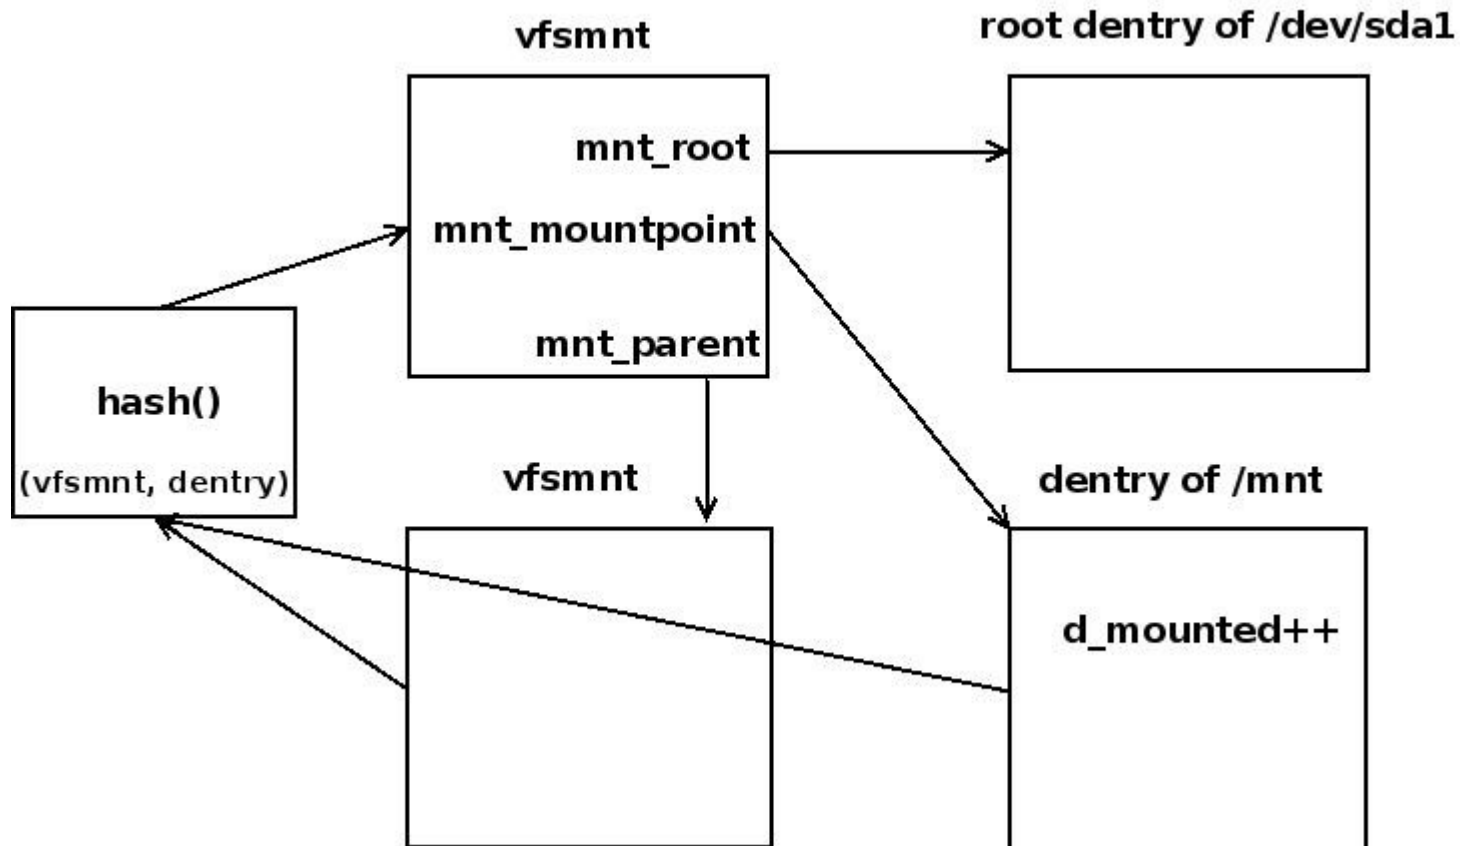 vfsmnt
root dentry of /dev/sda1
mnt_root
mnt_mountpoint
mnt_parent
hash()
(vfsmnt, dentry)
vfsmnt
dentry of /mnt
d_mounted++